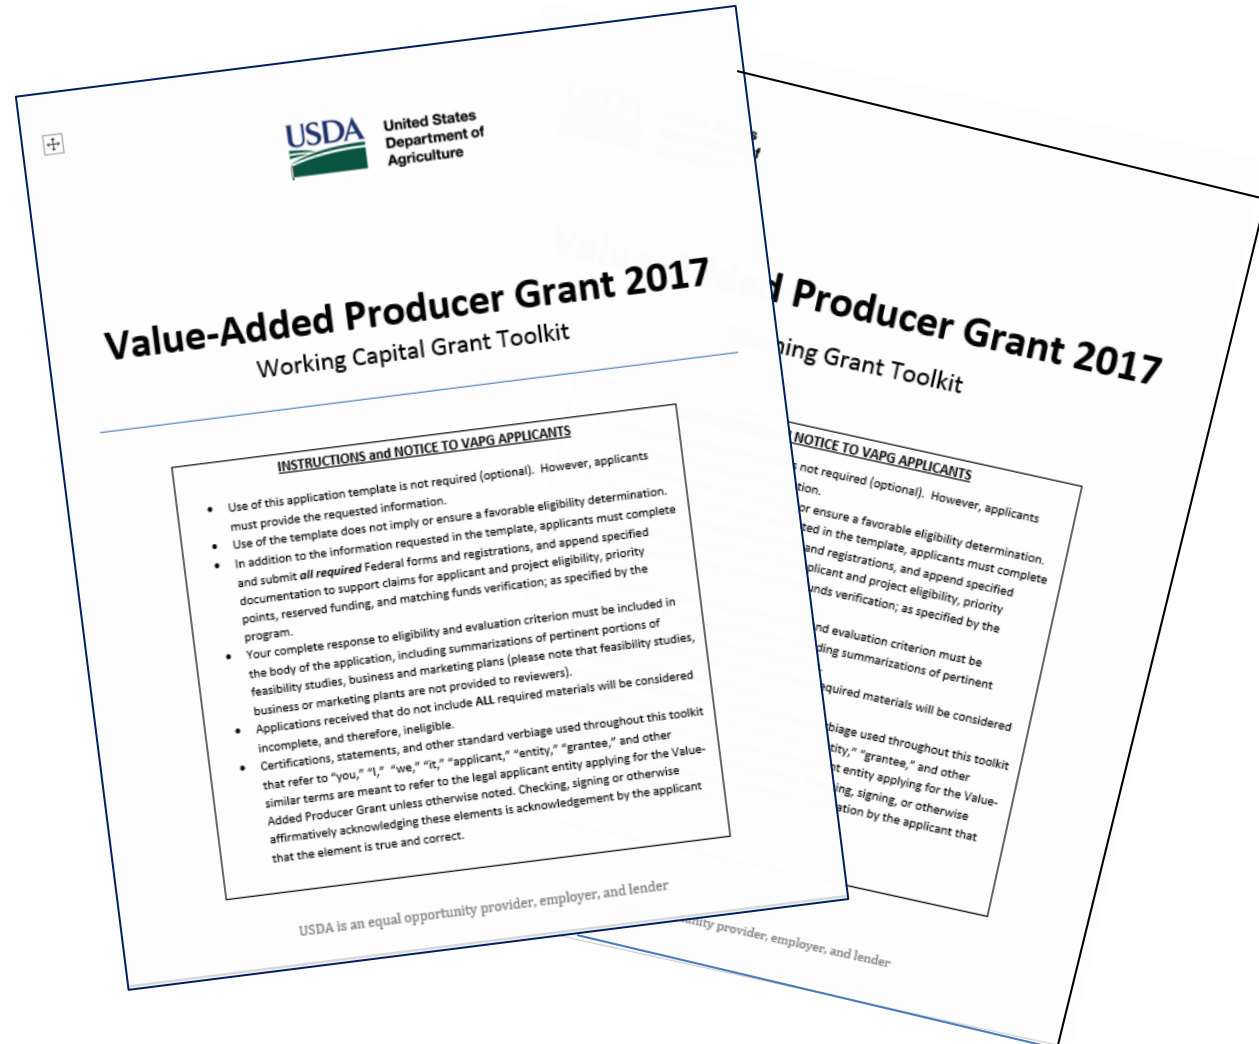 USDA
United States
Department of
Agriculture
Value-Added Producer Grant 2017
Working Capital Grant Toolkit
INSTRUCTIONS and NOTICE TO VAPG APPLICANTS
• Use of this application template is not required (optional).  However, applicants
must provide the requested information.
• Use of the template does not imply or ensure a favorable eligibility determination.
• In addition to the information requested in the template, applicants must complete
and submit all required Federal forms and registrations, and append specified
documentation to support claims for applicant and project eligibility, priority
points, reserved funding, and matching funds verification; as specified by the
program.
• Your complete response to eligibility and evaluation criterion must be included in
the body of the application, including summarizations of pertinent portions of
feasibility studies, business and marketing plans (please note that feasibility studies,
business or marketing plants are not provided to reviewers).
• Applications received that do not include ALL required materials will be considered
incomplete, and therefore, ineligible.
• Certifications, statements, and other standard verbiage used throughout this toolkit
that refer to “you,” “I,”  “we,” “it,” “applicant,” “entity,” “grantee,” and other
similar terms are meant to refer to the legal applicant entity applying for the Value-
Added Producer Grant unless otherwise noted. Checking, signing or otherwise
affirmatively acknowledging these elements is acknowledgement by the applicant
that the element is true and correct.
USDA is an equal opportunity provider, employer, and lender
s
f
d Producer Grant 2017
ning Grant Toolkit
NOTICE TO VAPG APPLICANTS
not required (optional).  However, applicants
tion.
or ensure a favorable eligibility determination.
ted in the template, applicants must complete
and registrations, and append specified
plicant and project eligibility, priority
unds verification; as specified by the
nd evaluation criterion must be
ding summarizations of pertinent
equired materials will be considered
rbiage used throughout this toolkit
tity,” “grantee,” and other
nt entity applying for the Value-
ing, signing, or otherwise
ation by the applicant that
nity provider, employer, and lender